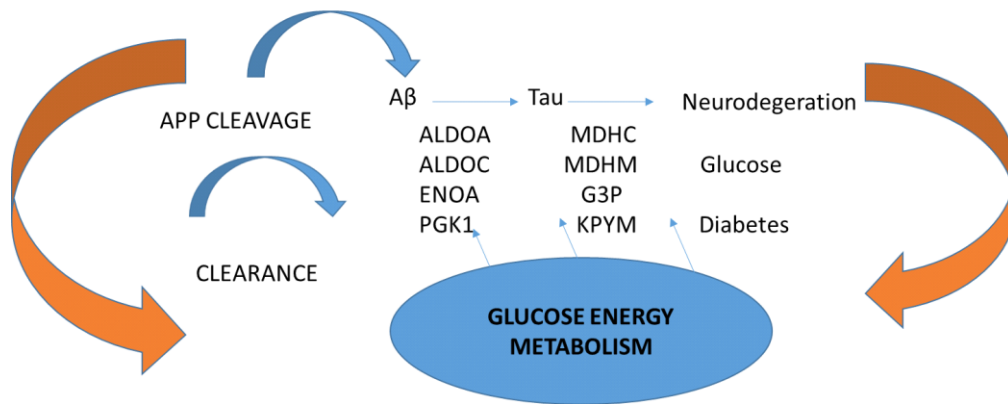 Aβ
Tau
Neurodegeration
APP CLEAVAGE
ALDOA
MDHC
ALDOC
MDHM
Glucose
ENOA
G3P
PGK1
KPYM
Diabetes
CLEARANCE
GLUCOSE ENERGY
METABOLISM